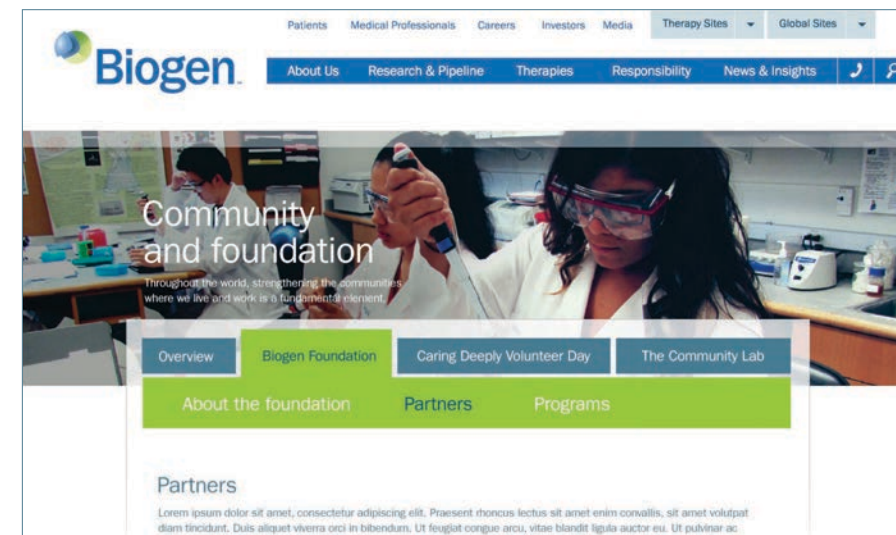 Patients Medical Professionals Careers Investors Media Therapy Sites Global Sites
Biogen™
About Us Research & Pipeline Therapies Responsibility News & Insights
Community
and foundation
Throughout the world, strengthening the communities
where we live and work is a fundamental element.
Overview Biogen Foundation Caring Deeply Volunteer Day The Community Lab
About the foundation Partners Programs
Partners
Lorem ipsum dolor sit amet, consectetur adipiscing elit. Praesent rhoncus lectus sit amet enim convallis, sit amet volutpat
diam tincidunt. Duis aliquet viverra orci in bibendum. Ut feugiat congue arcu, vitae blandit ligula auctor eu. Ut pulvinar ac